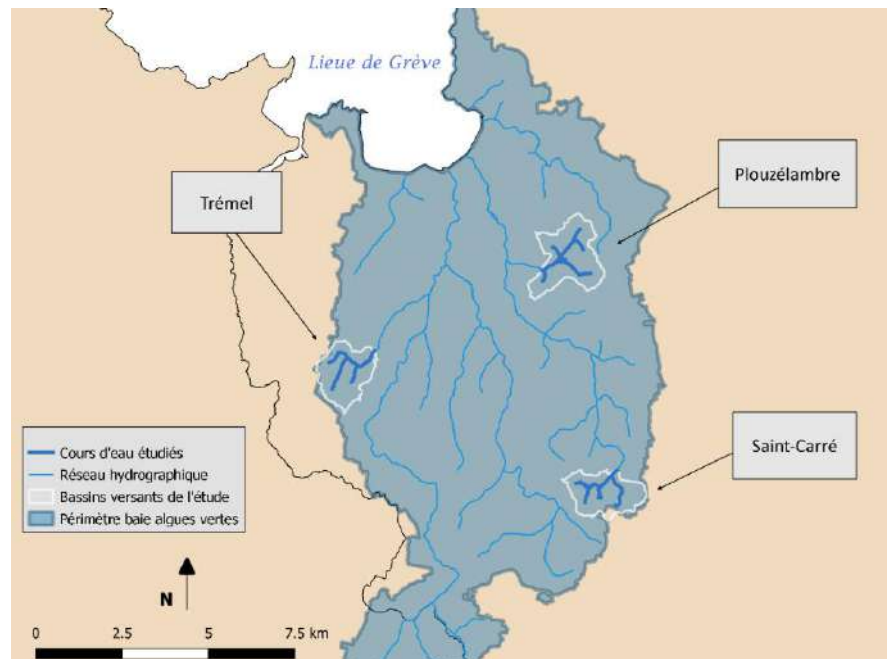 Lieue de Grève
Plouzélambre
Trémel
Saint-Carré
Cours d'eau étudiés
Réseau hydrographique
Bassins versants de l'étude
Périmètre baie algues vertes
N
0 2.5 5 7.5 km